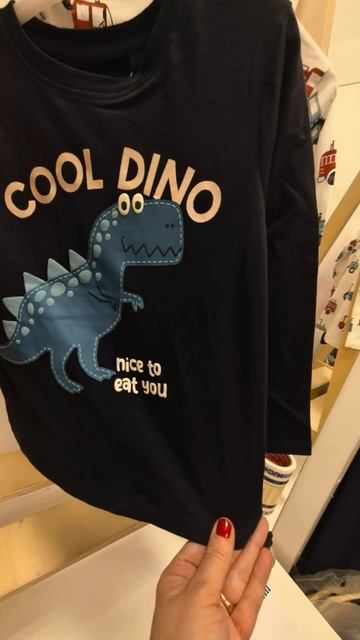 COOL DINO
nice to
eat you